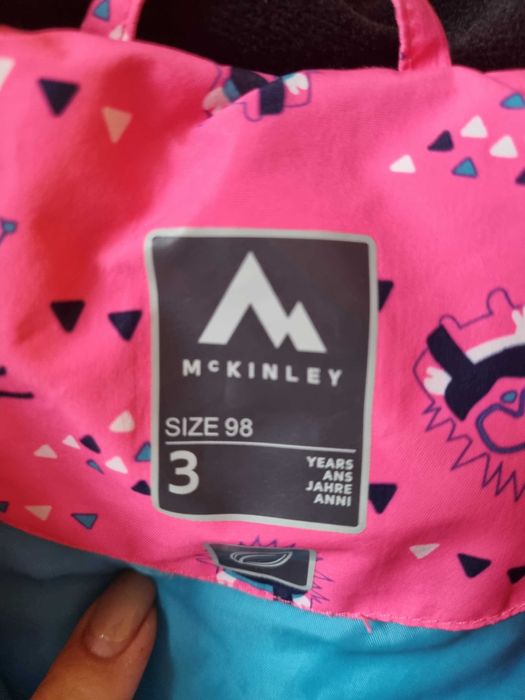 McKINLEY
SIZE 98
3
YEARS
ANS
JAHRE
ANNI